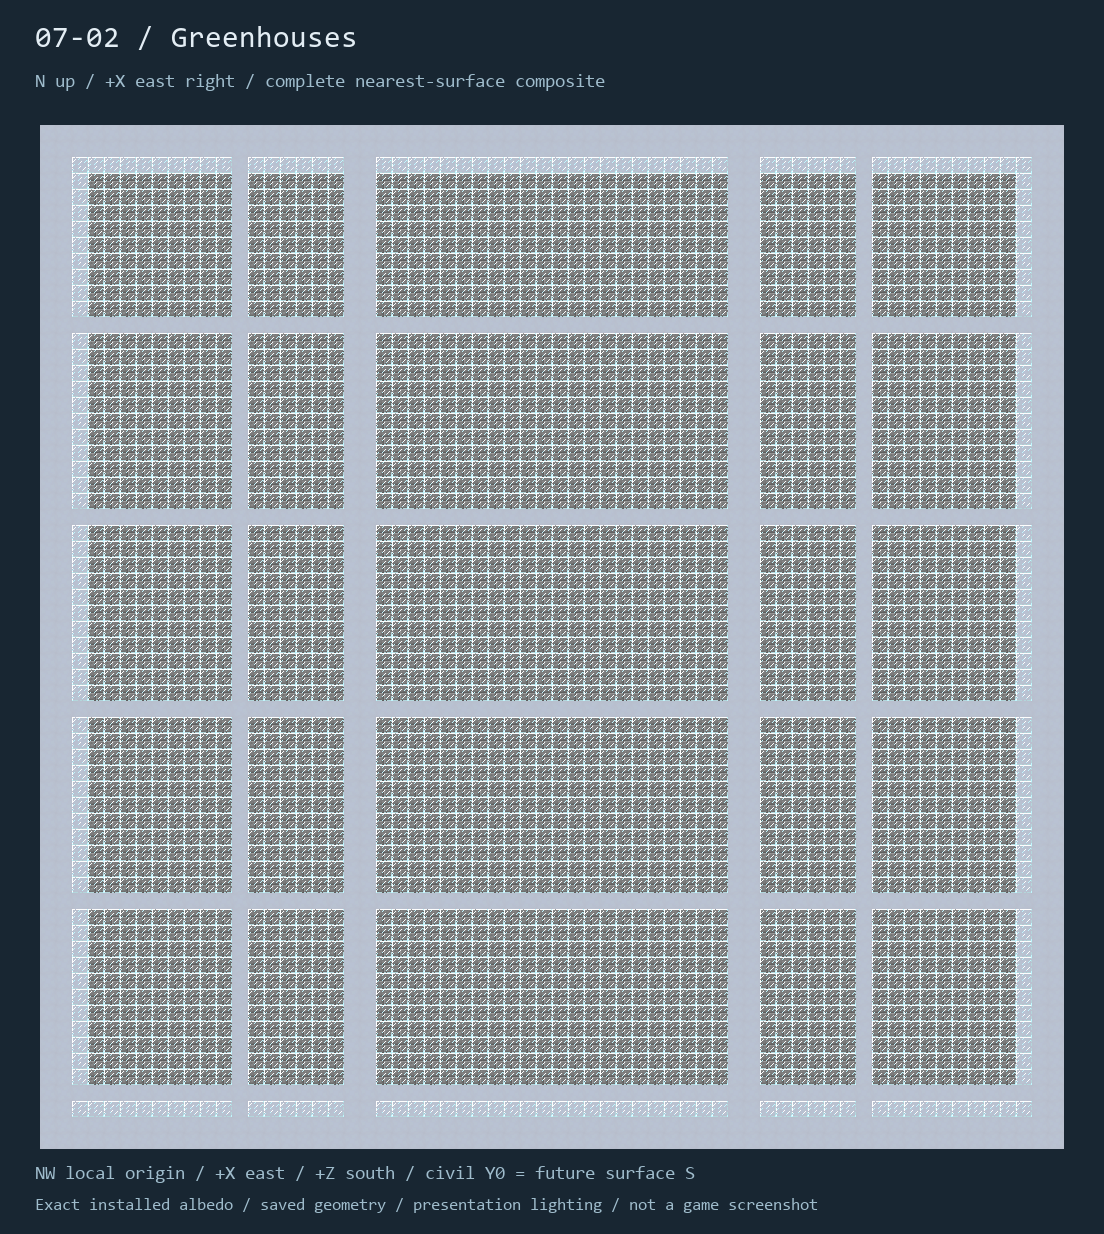 07-02 / Greenhouses
N up / +X east right / complete nearest-surface composite
NW local origin / +X east / +Z south / civil Y0 = future surface S
Exact installed albedo / saved geometry / presentation lighting / not a game screenshot